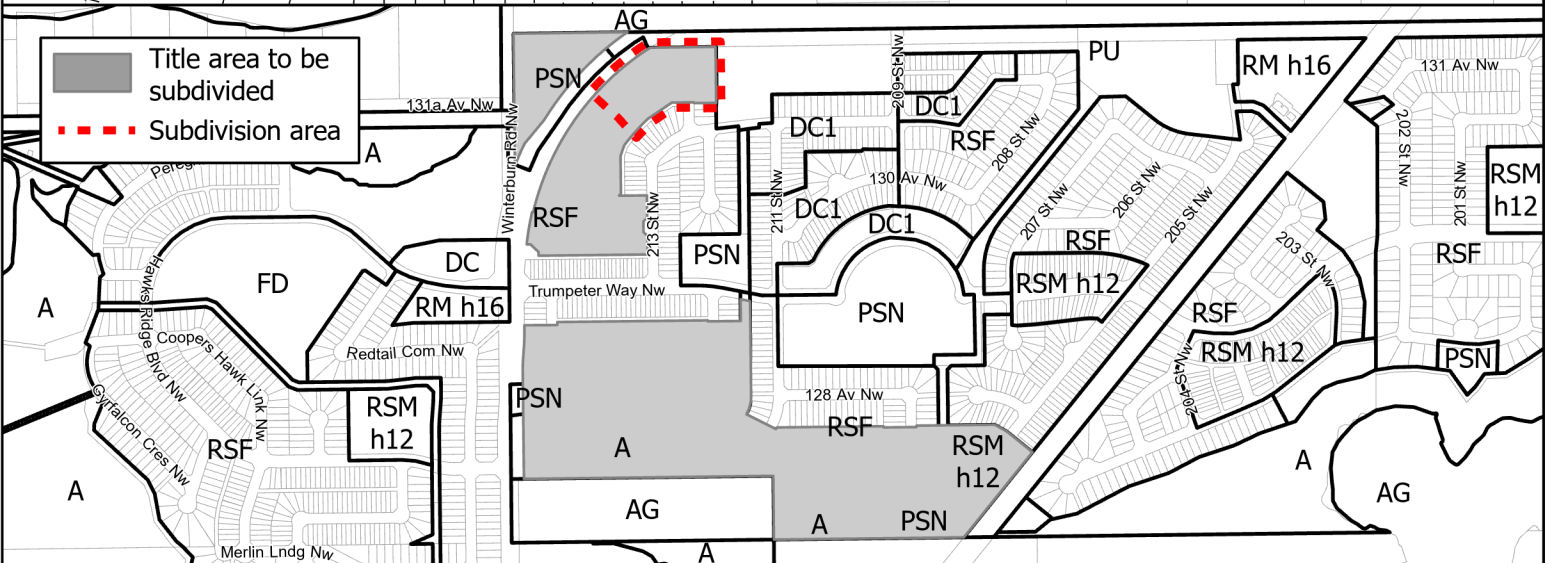 AG
Title area to be
subdivided
Subdivision area
PSN
131a Av Nw
Winterburn Rd Nw
A
209 St Nw
PU
RM h16
131 Av Nw
DC1
DC1
RSF
208 St Nw
202 St Nw
201 St Nw
RSM
h12
130 Av Nw
211 St Nw
DC1
DC1
207 St Nw
206 St Nw
205 St Nw
RSF
213 St Nw
PSN
RSF
203 St Nw
RSF
DC
FD
RM h16
Trumpeter Way Nw
RSM h12
PSN
RSF
A
Hawks Ridge Blvd Nw
Coopers Hawk Link Nw
Redtail Com Nw
RSM h12
204 St Nw
PSN
Gyrfalcon Cres Nw
PSN
128 Av Nw
RSF
RSM
h12
RSF
A
RSM
h12
A
A
AG
AG
A
PSN
Merlin Lndg Nw
A